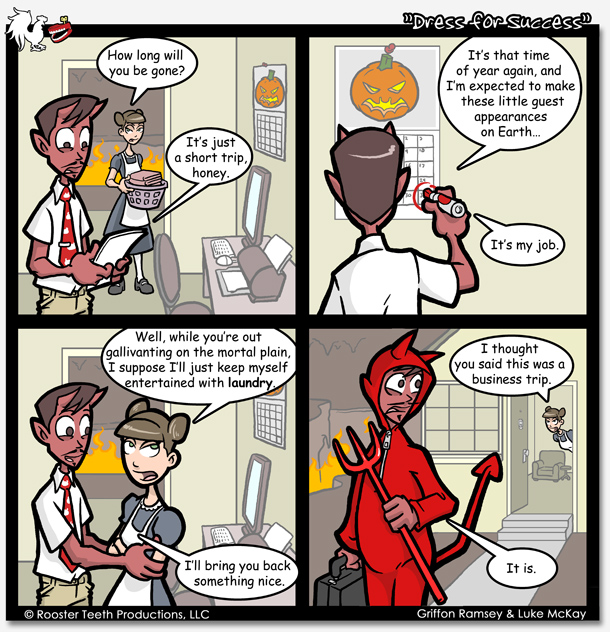 "Dress for Success"
How long will
you be gone?
It's just
a short trip,
honey.
It's that time
of year again, and
I'm expected to make
these little guest
appearances
on Earth...
It's my job.
Well, while you're out
gallivanting on the mortal plain,
I suppose I'll just keep myself
entertained with laundry.
I'll bring you back
something nice.
I thought
you said this was a
business trip.
It is.
© Rooster Teeth Productions, LLC
Griffon Ramsey & Luke McKay